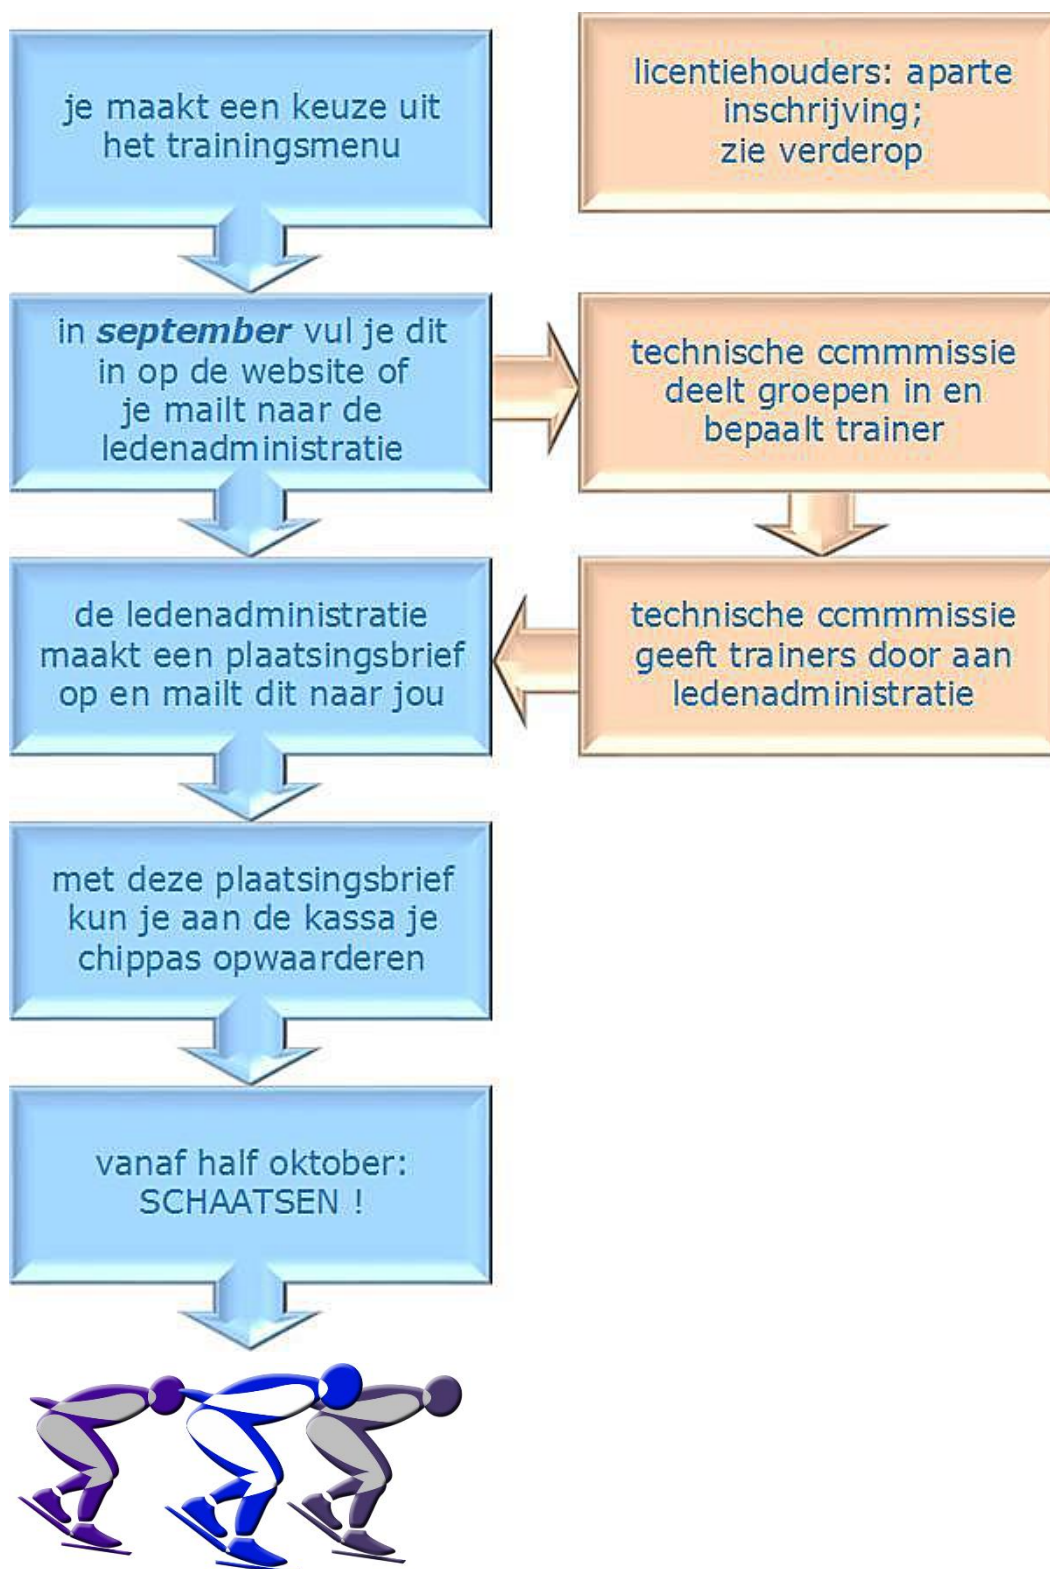 je maakt een keuze uit
het trainingsmenu
licentiehouders: aparte
inschrijving;
zie verderop
in september vul je dit
in op de website of
je mailt naar de
ledenadministratie
technische ccmmmissie
deelt groepen in en
bepaalt trainer
technische ccmmmissie
geeft trainers door aan
ledenadministratie
de ledenadministratie
maakt een plaatsingsbrief
op en mailt dit naar jou
met deze plaatsingsbrief
kun je aan de kassa je
chippas opwaarderen
vanaf half oktober:
SCHAATSEN !